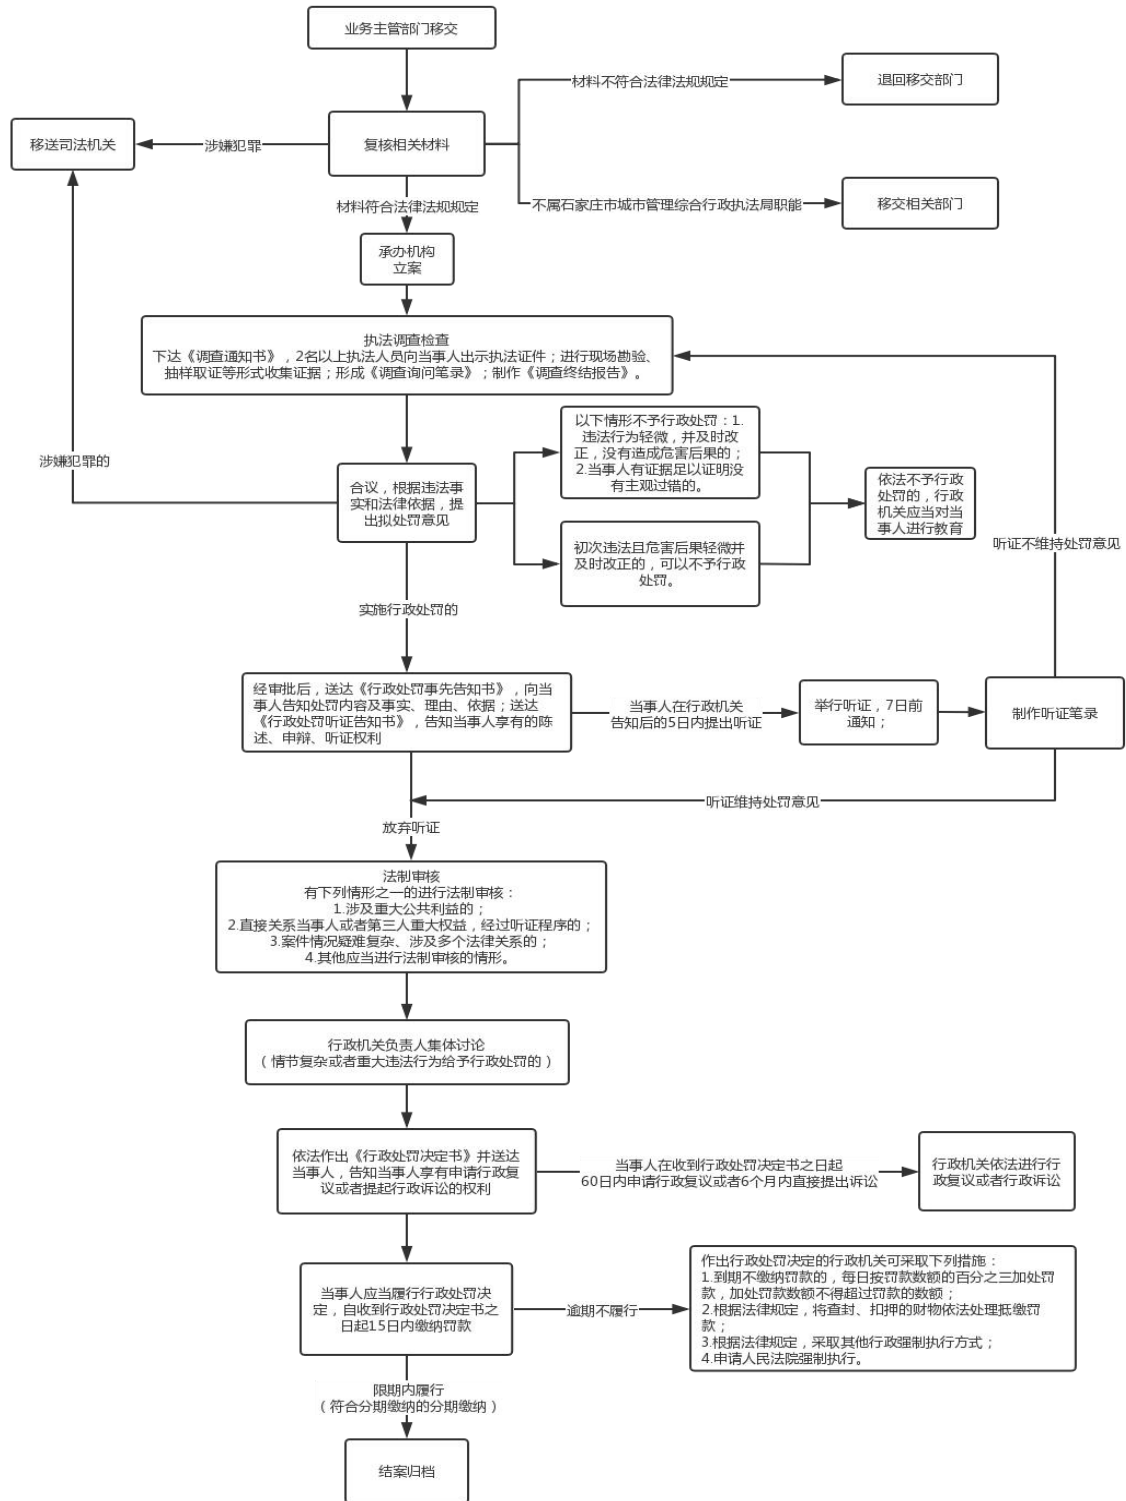 业务主管部门移交
材料不符合法律法规规定
退回移交部门
移送司法机关
涉嫌犯罪
复核相关材料
材料符合法律法规规定
不属石家庄市城市管理综合行政执法局职能
移交相关部门
承办机构
立案
执法调查检查
下达《调查通知书》，2名以上执法人员向当事人出示执法证件；进行现场勘验、
抽样取证等形式收集证据；形成《调查询问笔录》；制作《调查终结报告》。
涉嫌犯罪的
合议，根据违法事
实和法律依据，提
出拟处罚意见
以下情形不予行政处罚：1.
违法行为轻微，并及时改
正，没有造成危害后果的；
2.当事人有证据足以证明没
有主观过错的。
初次违法且危害后果轻微并
及时改正的，可以不予行政
处罚。
依法不予行政
处罚的，行政
机关应当对当
事人进行教育
听证不维持处罚意见
实施行政处罚的
经审批后，送达《行政处罚事先告知书》，向当
事人告知处罚内容及事实、理由、依据；送达
《行政处罚听证告知书》，告知当事人享有的陈
述、申辩、听证权利
当事人在行政机关
告知后的5日内提出听证
举行听证，7日前
通知；
制作听证笔录
听证维持处罚意见
放弃听证
法制审核
有下列情形之一的进行法制审核：
1.涉及重大公共利益的；
2.直接关系当事人或者第三人重大权益，经过听证程序的；
3.案件情况疑难复杂、涉及多个法律关系的；
4.其他应当进行法制审核的情形。
行政机关负责人集体讨论
（情节复杂或者重大违法行为给予行政处罚的）
依法作出《行政处罚决定书》并送达
当事人，告知当事人享有申请行政复
议或者提起行政诉讼的权利
当事人在收到行政处罚决定书之日起
60日内申请行政复议或者6个月内直接提出诉讼
行政机关依法进行行
政复议或者行政诉讼
当事人应当履行行政处罚决
定，自收到行政处罚决定书之
日起15日内缴纳罚款
逾期不履行
作出行政处罚决定的行政机关可采取下列措施：
1.到期不缴纳罚款的，每日按罚款数额的百分之三加处罚
款，加处罚款数额不得超过罚款的数额；
2.根据法律规定，将查封、扣押的财物依法处理抵缴罚
款；
3.根据法律规定，采取其他行政强制执行方式；
4.申请人民法院强制执行。
限期内履行
（符合分期缴纳的分期缴纳）
结案归档